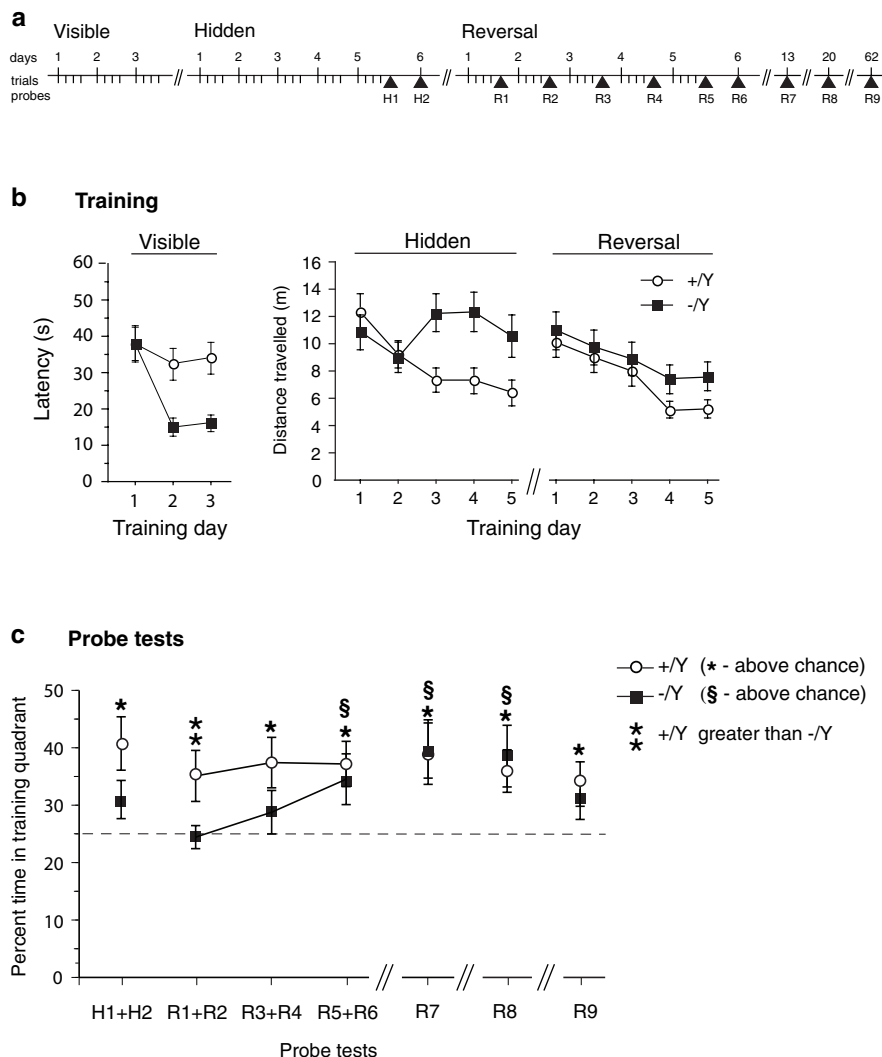 a
Visible Hidden Reversal
days 1 2 3 1 2 3 4 5 6 1 2 3 4 5 6 13 20 62
trials
probes
H1 H2 R1 R2 R3 R4 R5 R6 R7 R8 R9
b Training
Visible
Latency (s)
60
50
40
30
20
10
0
1 2 3
Training day
Hidden Reversal
Distance travelled (m)
16
14
12
10
8
6
4
2
0
+/Y
-/Y
1 2 3 4 5 1 2 3 4 5
Training day
c Probe tests
+/Y (* - above chance)
-/Y (§ - above chance)
* * +/Y greater than -/Y
Percent time in training quadrant
50
40
30
20
10
0
* * * * § * § * § * *
H1+H2 R1+R2 R3+R4 R5+R6 R7 R8 R9
Probe tests